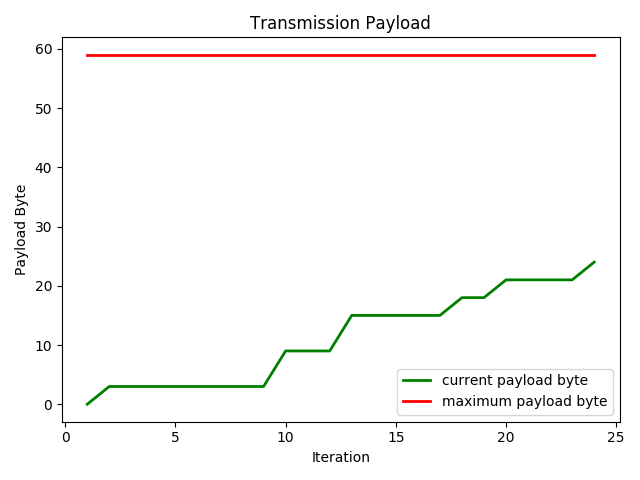 Transmission Payload
60
50
40
30
20
10
0
Payload Byte
current payload byte
maximum payload byte
0 5 10 15 20 25
Iteration